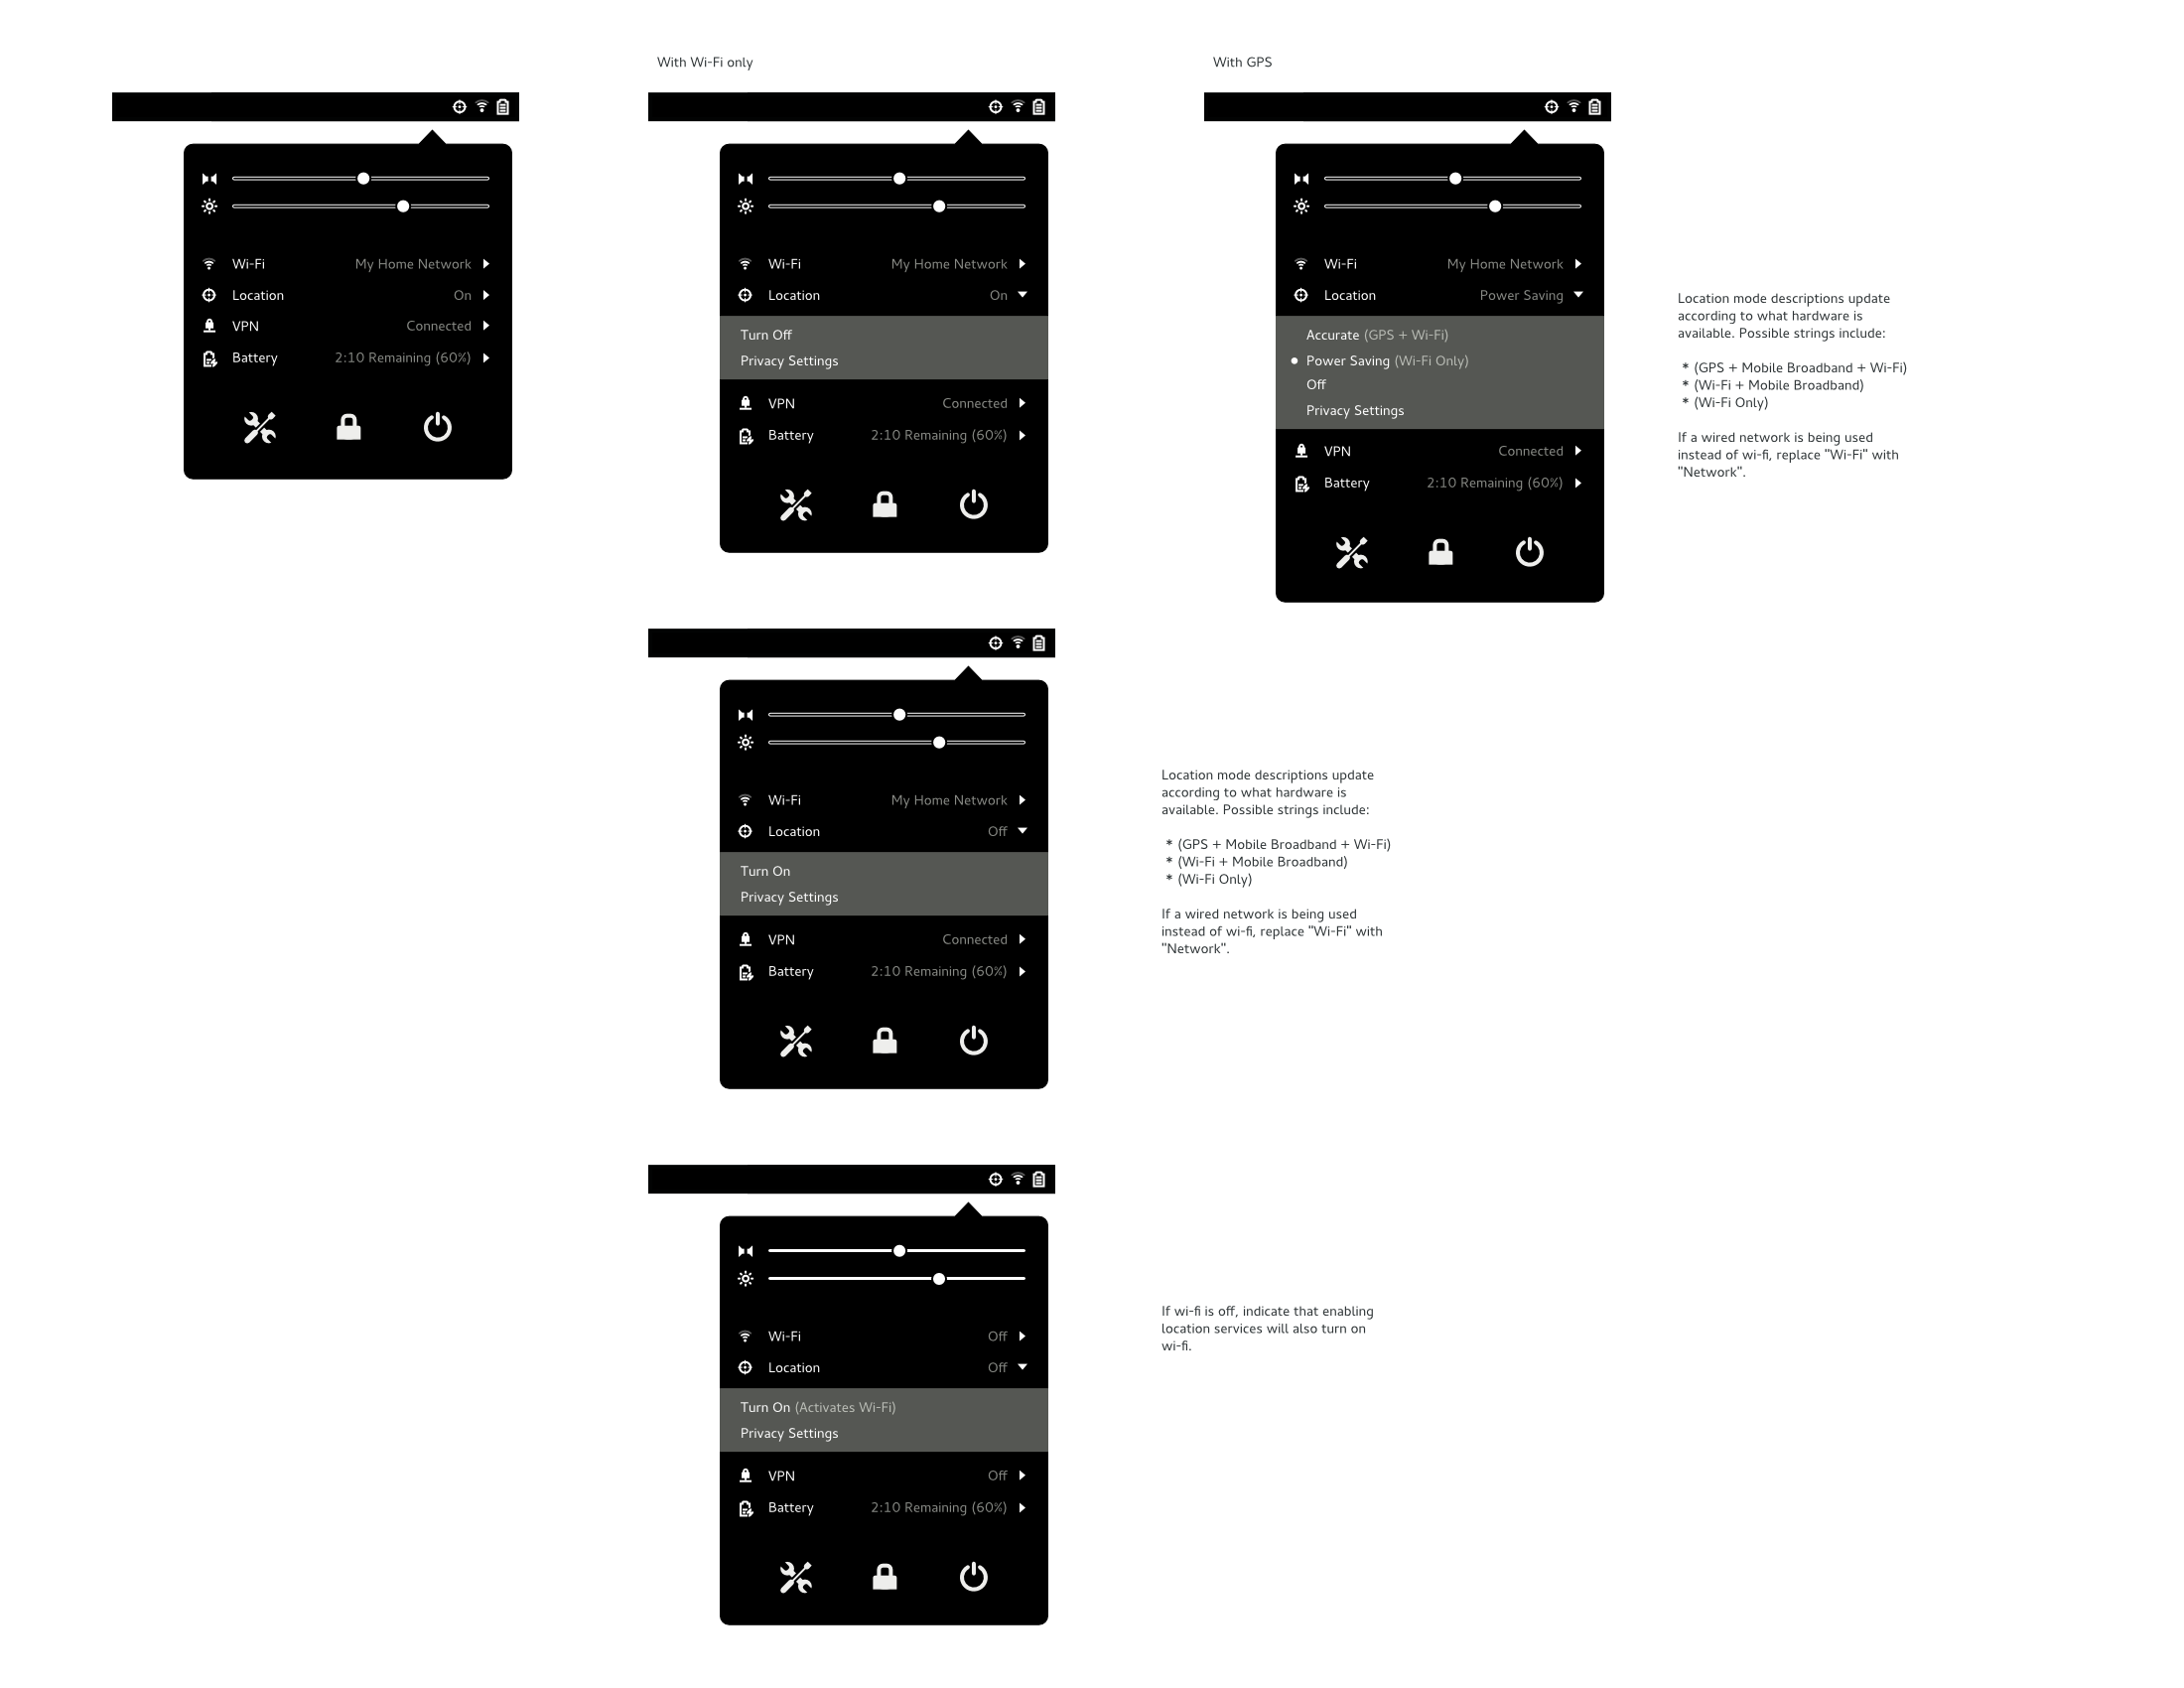 With Wi-Fi only
With GPS
Wi-Fi My Home Network
Location On
VPN Connected
Battery 2:10 Remaining (60%)
Wi-Fi My Home Network
Location On
Turn Off
Privacy Settings
VPN Connected
Battery 2:10 Remaining (60%)
Wi-Fi My Home Network
Location Power Saving
Accurate (GPS + Wi-Fi)
Power Saving (Wi-Fi Only)
Off
Privacy Settings
VPN Connected
Battery 2:10 Remaining (60%)
Location mode descriptions update
according to what hardware is
available. Possible strings include:
* (GPS + Mobile Broadband + Wi-Fi)
* (Wi-Fi + Mobile Broadband)
* (Wi-Fi Only)
If a wired network is being used
instead of wi-fi, replace "Wi-Fi" with
"Network".
Wi-Fi My Home Network
Location Off
Turn On
Privacy Settings
VPN Connected
Battery 2:10 Remaining (60%)
Location mode descriptions update
according to what hardware is
available. Possible strings include:
* (GPS + Mobile Broadband + Wi-Fi)
* (Wi-Fi + Mobile Broadband)
* (Wi-Fi Only)
If a wired network is being used
instead of wi-fi, replace "Wi-Fi" with
"Network".
Wi-Fi Off
Location Off
Turn On (Activates Wi-Fi)
Privacy Settings
VPN Off
Battery 2:10 Remaining (60%)
If wi-fi is off, indicate that enabling
location services will also turn on
wi-fi.